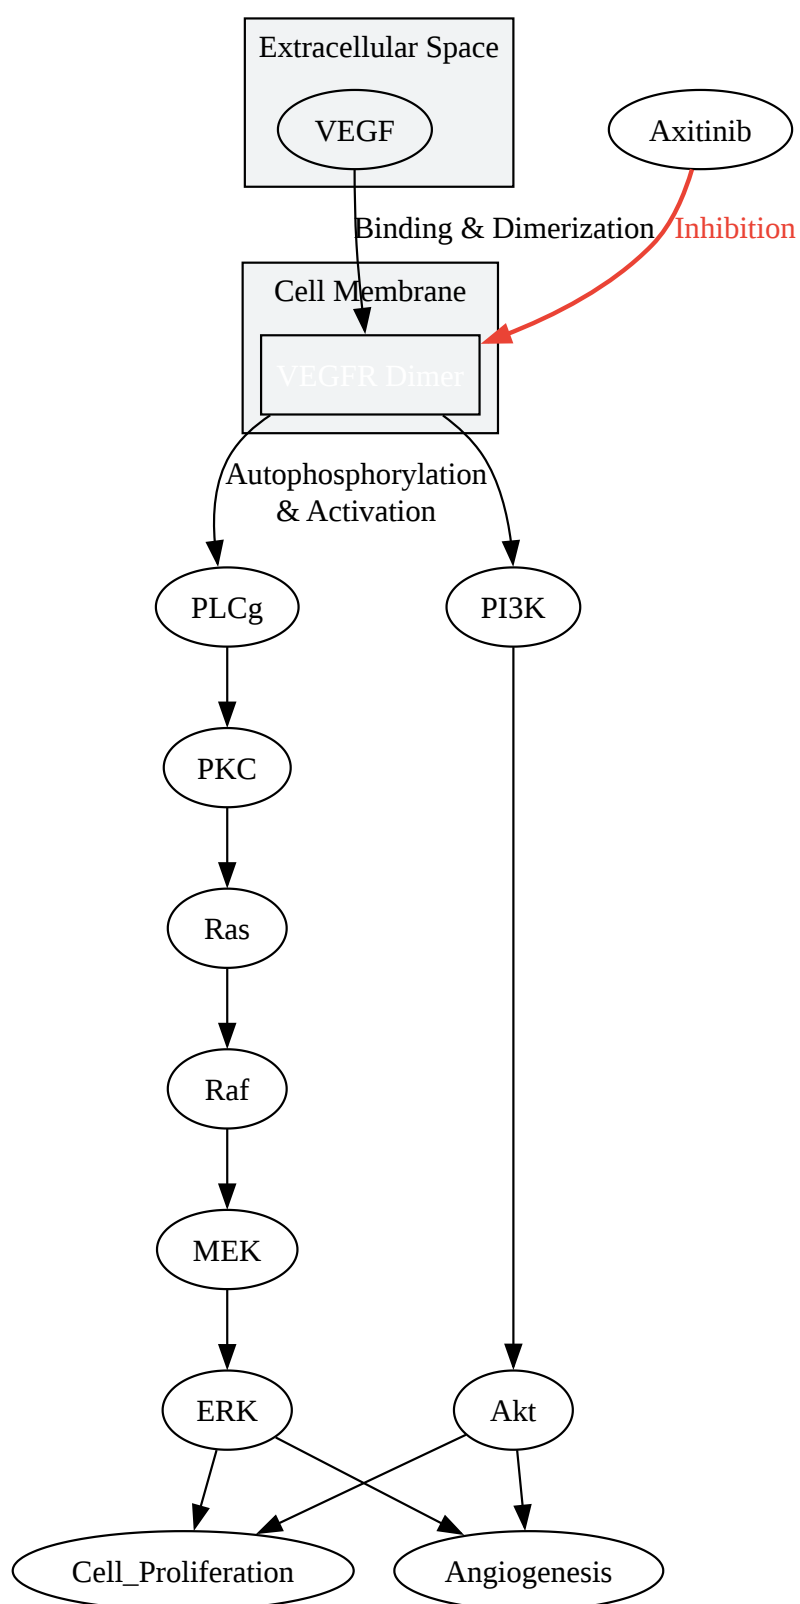 Extracellular Space
VEGF
Axitinib
Binding & Dimerization
Inhibition
Cell Membrane
VEGFR Dimer
Autophosphorylation
& Activation
PLCg
PI3K
PKC
Ras
Raf
MEK
ERK
Akt
Cell_Proliferation
Angiogenesis